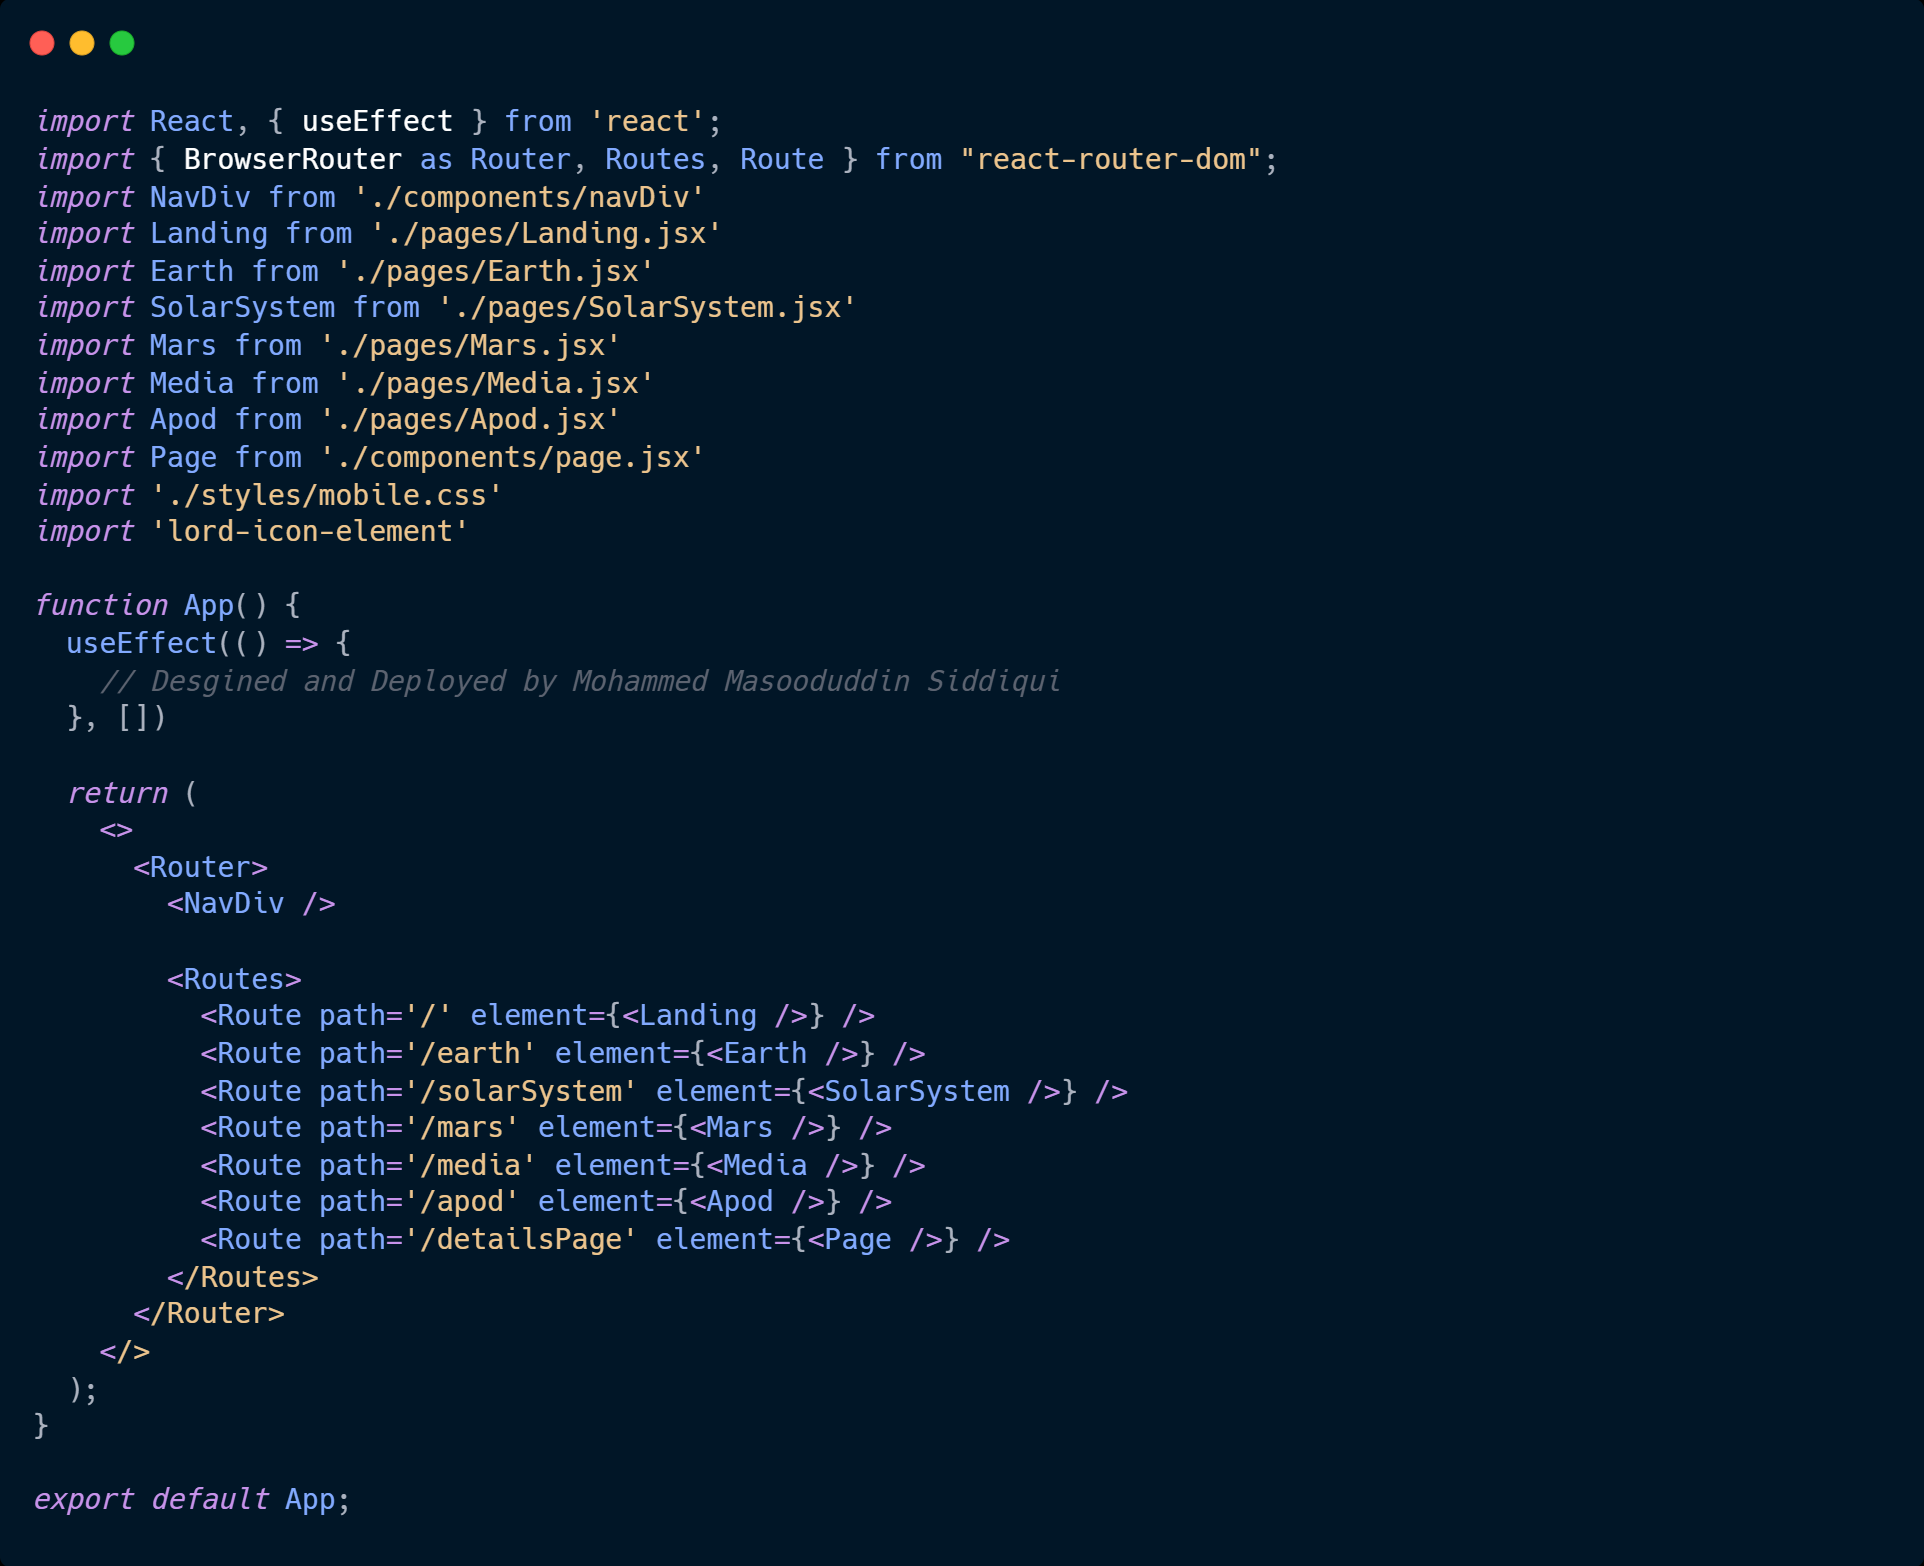 import React, { useEffect } from 'react';
import { BrowserRouter as Router, Routes, Route } from "react-router-dom";
import NavDiv from './components/navDiv'
import Landing from './pages/Landing.jsx'
import Earth from './pages/Earth.jsx'
import SolarSystem from './pages/SolarSystem.jsx'
import Mars from './pages/Mars.jsx'
import Media from './pages/Media.jsx'
import Apod from './pages/Apod.jsx'
import Page from './components/page.jsx'
import './styles/mobile.css'
import 'lord-icon-element'

function App() {
  useEffect(() => {
    // Desgined and Deployed by Mohammed Masooduddin Siddiqui
  }, [])

  return (
    <>
      <Router>
        <NavDiv />

        <Routes>
          <Route path='/' element={<Landing />} />
          <Route path='/earth' element={<Earth />} />
          <Route path='/solarSystem' element={<SolarSystem />} />
          <Route path='/mars' element={<Mars />} />
          <Route path='/media' element={<Media />} />
          <Route path='/apod' element={<Apod />} />
          <Route path='/detailsPage' element={<Page />} />
        </Routes>
      </Router>
    </>
  );
}

export default App;